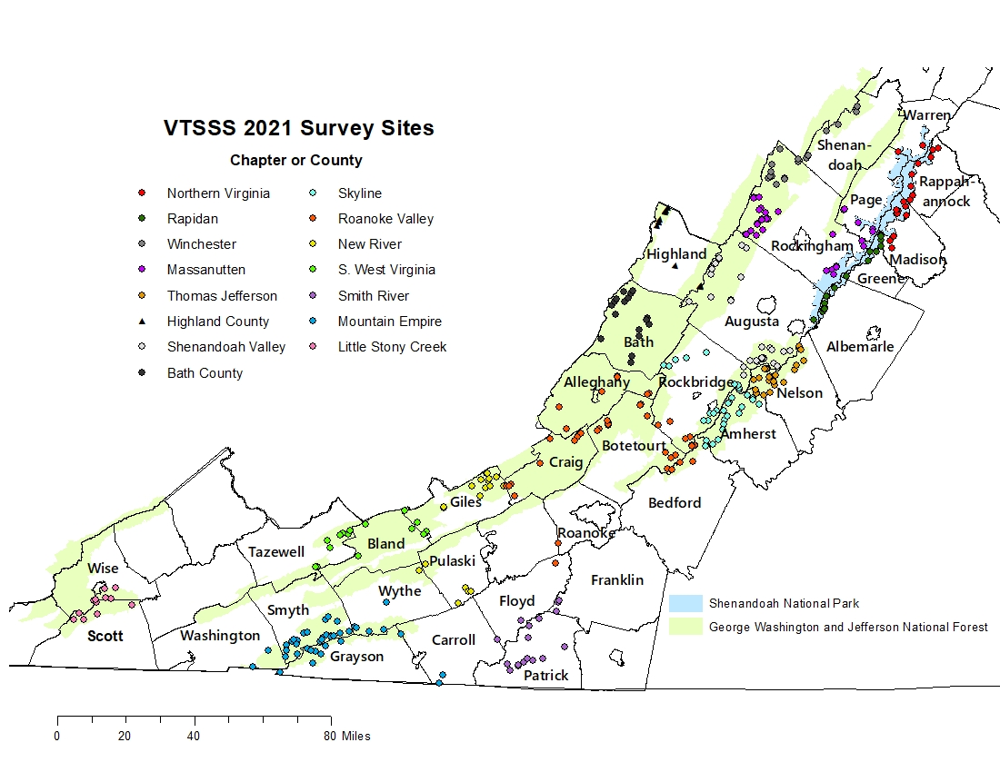 VTSSS 2021 Survey Sites
Chapter or County
Northern Virginia
Rapidan
Winchester
Massanutten
Thomas Jefferson
Highland County
Shenandoah Valley
Bath County
Skyline
Roanoke Valley
New River
S. West Virginia
Smith River
Mountain Empire
Little Stony Creek
Warren
Shenan-
doah
Rappah-
annock
Page
Rockingham
Highland
Madison
Greene
Augusta
Albemarle
Bath
Alleghany
Rockbridge
Nelson
Amherst
Botetourt
Craig
Bedford
Giles
Roanoke
Bland
Tazewell
Pulaski
Wise
Franklin
Wythe
Floyd
Smyth
Scott
Washington
Carroll
Grayson
Patrick
Shenandoah National Park
George Washington and Jefferson National Forest
0 20 40 80 Miles